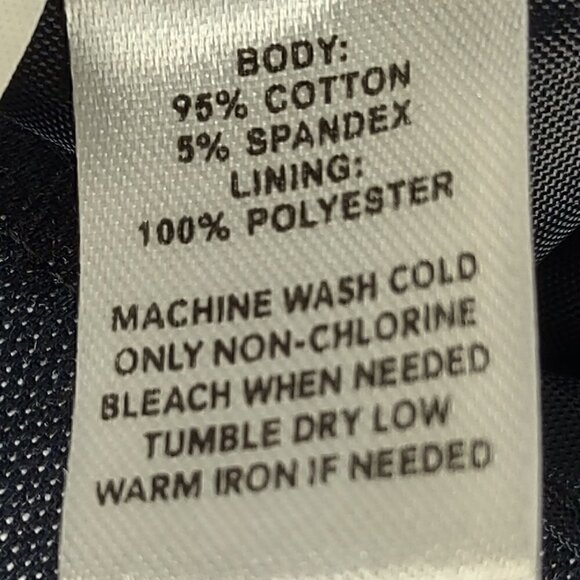 BODY:
95% COTTON
5% SPANDEX
LINING:
100% POLYESTER
MACHINE WASH COLD
ONLY NON-CHLORINE
BLEACH WHEN NEEDED
TUMBLE DRY LOW
WARM IRON IF NEEDED